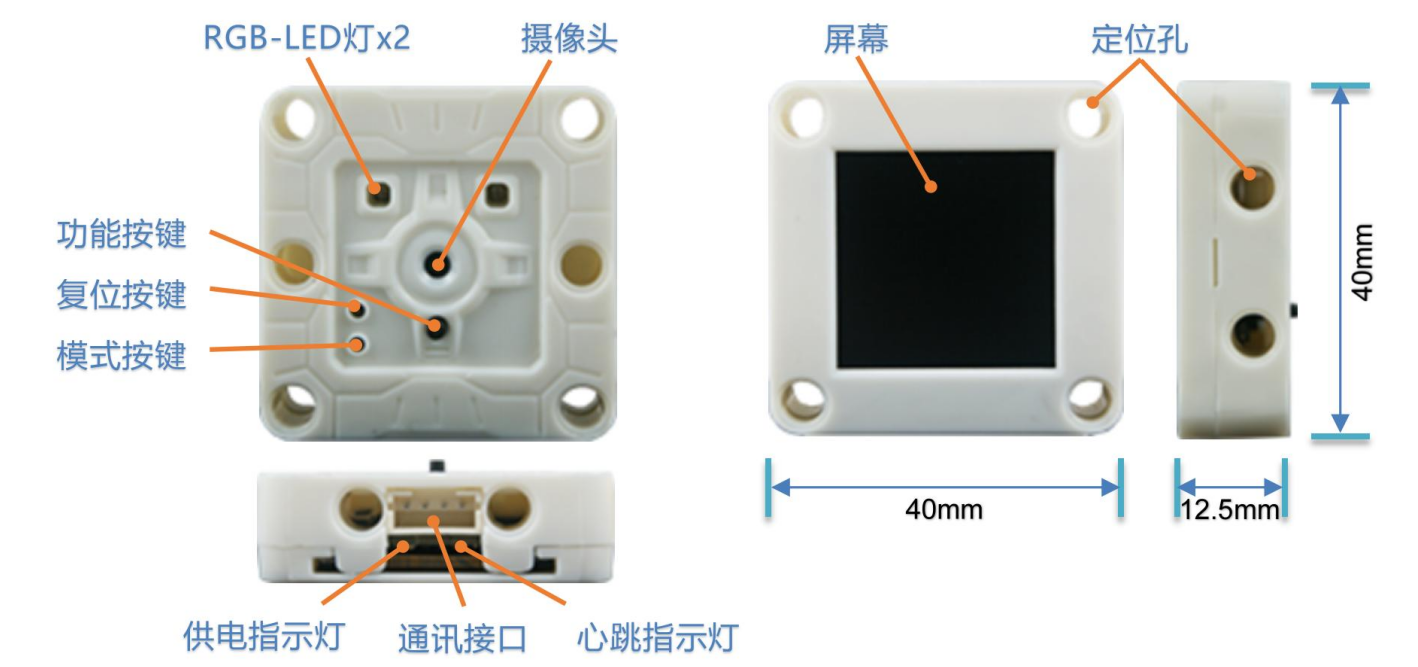 RGB-LED灯x2
摄像头
屏幕
定位孔
功能按键
复位按键
模式按键
40mm
40mm
12.5mm
供电指示灯
通讯接口
心跳指示灯